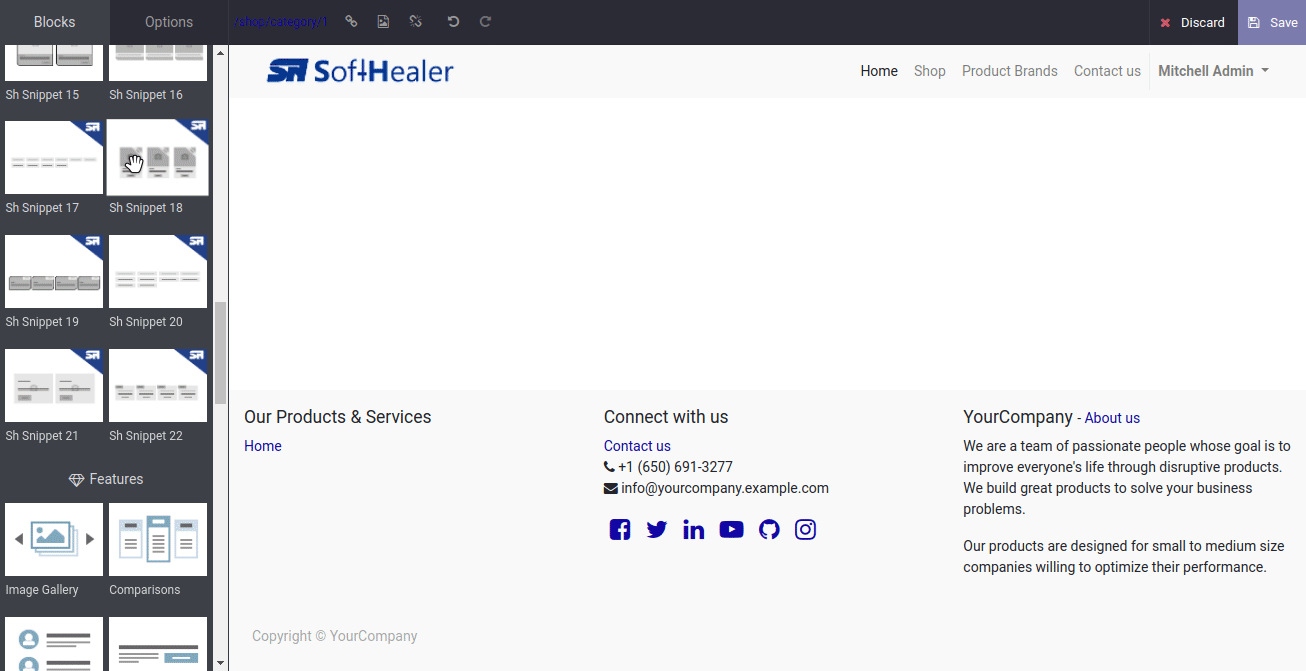 Blocks
Options
/shop/category/1
Discard
Save
SofHealer
Home
Shop
Product Brands
Contact us
Mitchell Admin
Sh Snippet 15
Sh Snippet 16
Sh Snippet 17
Sh Snippet 18
Sh Snippet 19
Sh Snippet 20
Sh Snippet 21
Sh Snippet 22
Features
Image Gallery
Comparisons
Our Products & Services
Home
Connect with us
Contact us
+1 (650) 691-3277
info@yourcompany.example.com
YourCompany - About us
We are a team of passionate people whose goal is to
improve everyone's life through disruptive products.
We build great products to solve your business
problems.
Our products are designed for small to medium size
companies willing to optimize their performance.
Copyright © YourCompany